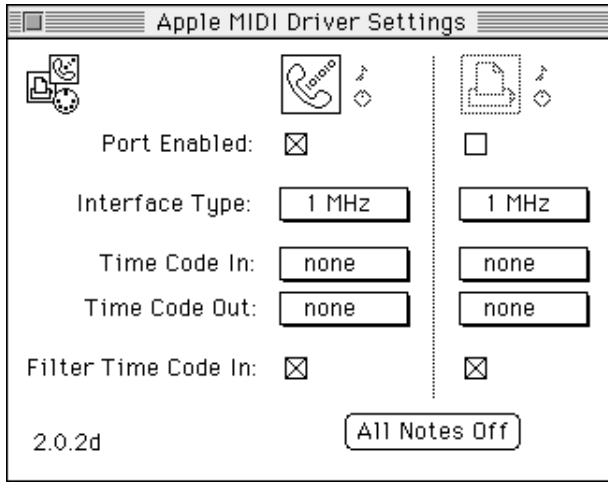 Apple MIDI Driver Settings
Port Enabled:
Interface Type: 1 MHz 1 MHz
Time Code In: none none
Time Code Out: none none
Filter Time Code In:
2.0.2d All Notes Off